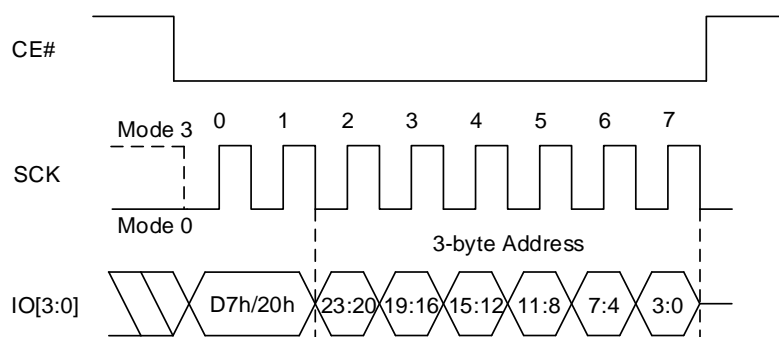 CE#
Mode 3
0 1 2 3 4 5 6 7
SCK
Mode 0
3-byte Address
IO[3:0]
D7h/20h 23:20 19:16 15:12 11:8 7:4 3:0